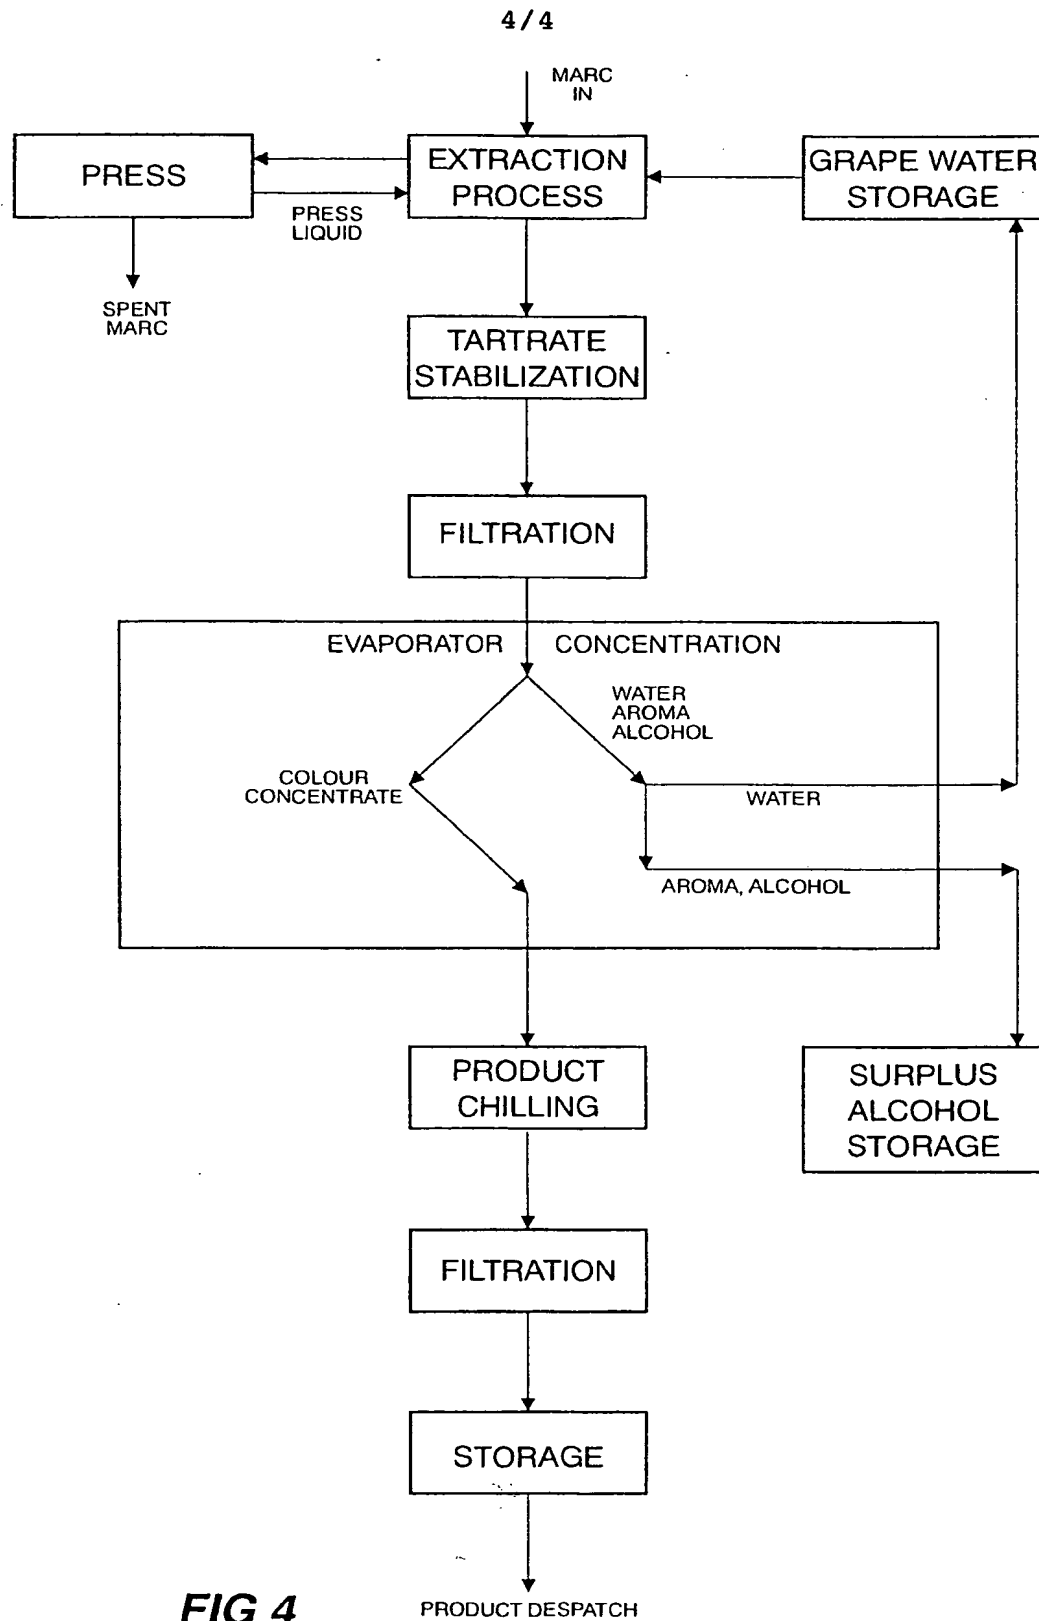 4/4
MARC
IN
PRESS
EXTRACTION
PROCESS
GRAPE WATER
STORAGE
PRESS
LIQUID
SPENT
MARC
TARTRATE
STABILIZATION
FILTRATION
EVAPORATOR CONCENTRATION
WATER
AROMA
ALCOHOL
COLOUR
CONCENTRATE
WATER
AROMA, ALCOHOL
PRODUCT
CHILLING
SURPLUS
ALCOHOL
STORAGE
FILTRATION
STORAGE
FIG 4
PRODUCT DESPATCH